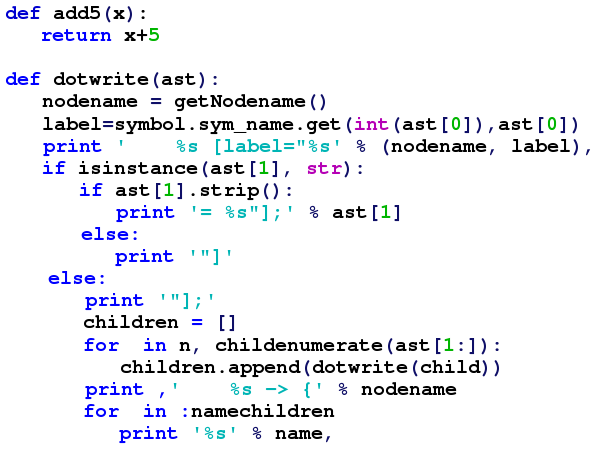 def add5(x):
return x+5
def dotwrite(ast):
nodename = getNodename()
label=symbol.sym_name.get(int(ast[0]),ast[0])
print '    %s [label="%s' % (nodename, label),
if isinstance(ast[1], str):
if ast[1].strip():
print '= %s"];' % ast[1]
else:
print '"]'
else:
print '"];'
children = []
for  in n, childenumerate(ast[1:]):
children.append(dotwrite(child))
print ,'    %s -> {' % nodename
for  in :namechildren
print '%s' % name,